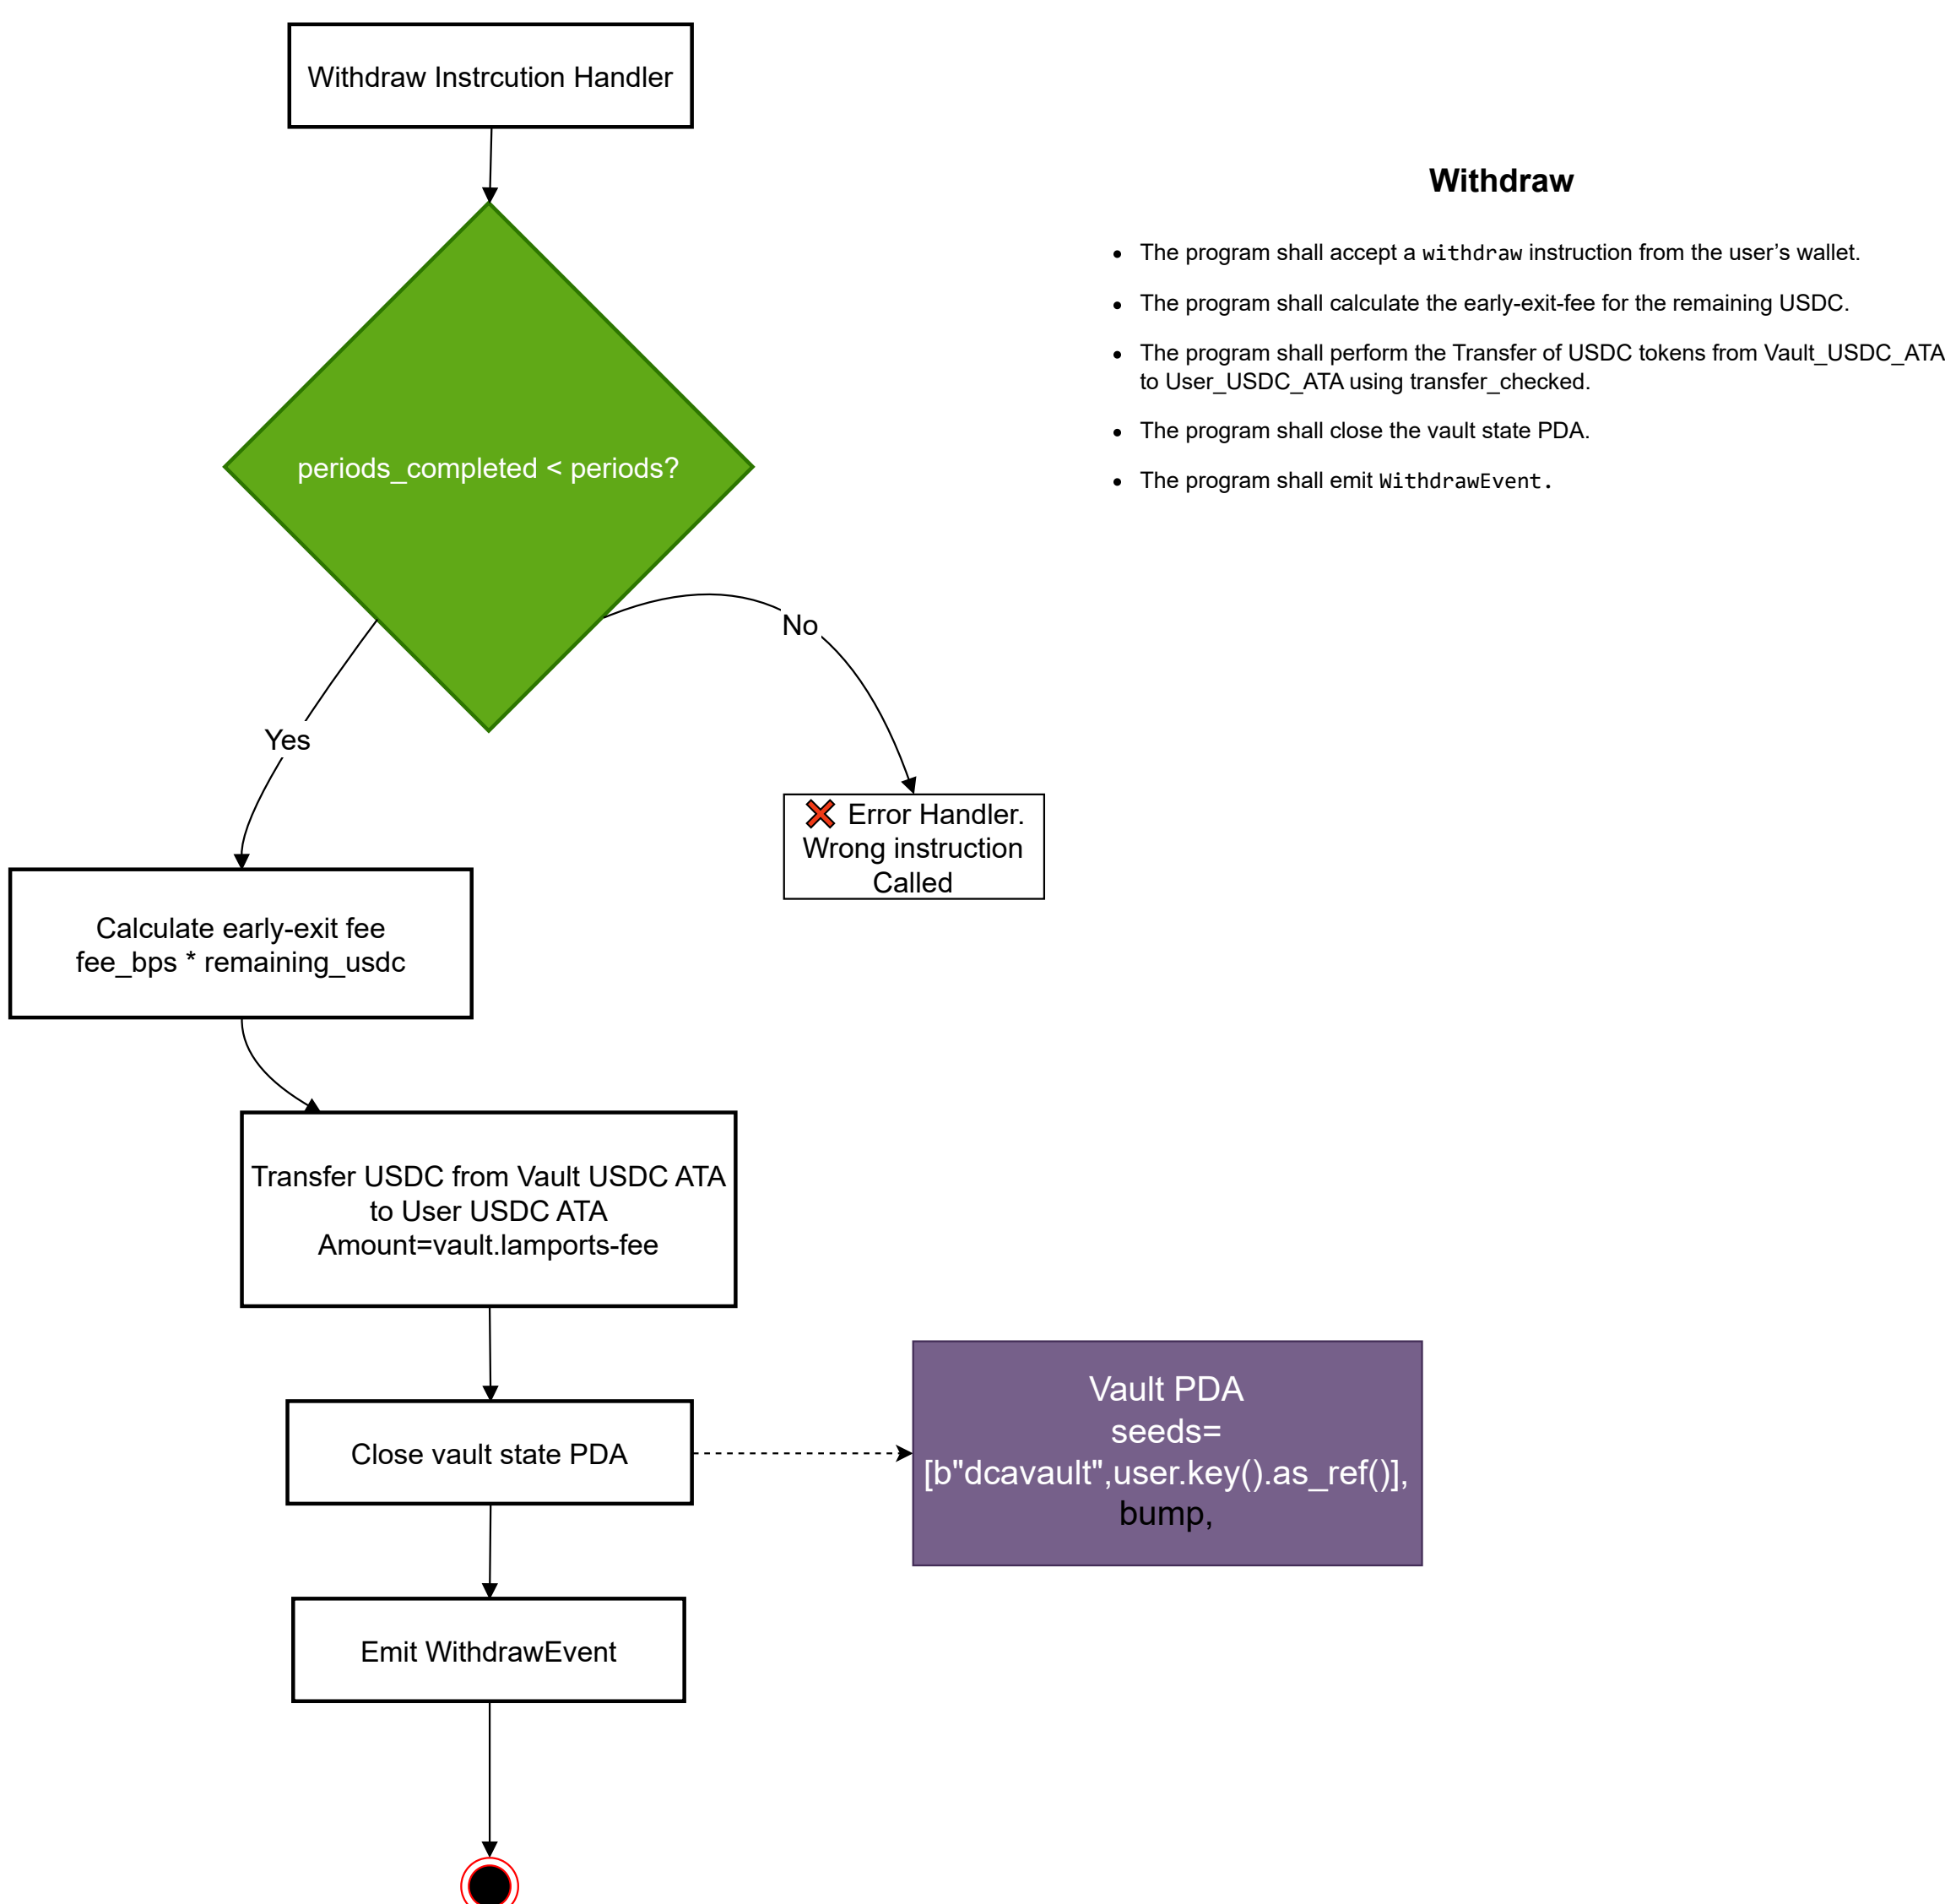 Withdraw Instrcution Handler
Withdraw
The program shall accept a withdraw instruction from the user’s wallet.
The program shall calculate the early-exit-fee for the remaining USDC.
The program shall perform the Transfer of USDC tokens from Vault_USDC_ATA
to User_USDC_ATA using transfer_checked.
The program shall close the vault state PDA.
The program shall emit WithdrawEvent.
periods_completed < periods?
No
Yes
❌ Error Handler.
Wrong instruction
Called
Calculate early-exit fee
fee_bps * remaining_usdc
Transfer USDC from Vault USDC ATA
to User USDC ATA
Amount=vault.lamports-fee
Close vault state PDA
Vault PDA
seeds=
[b"dcavault",user.key().as_ref()],
bump,
Emit WithdrawEvent